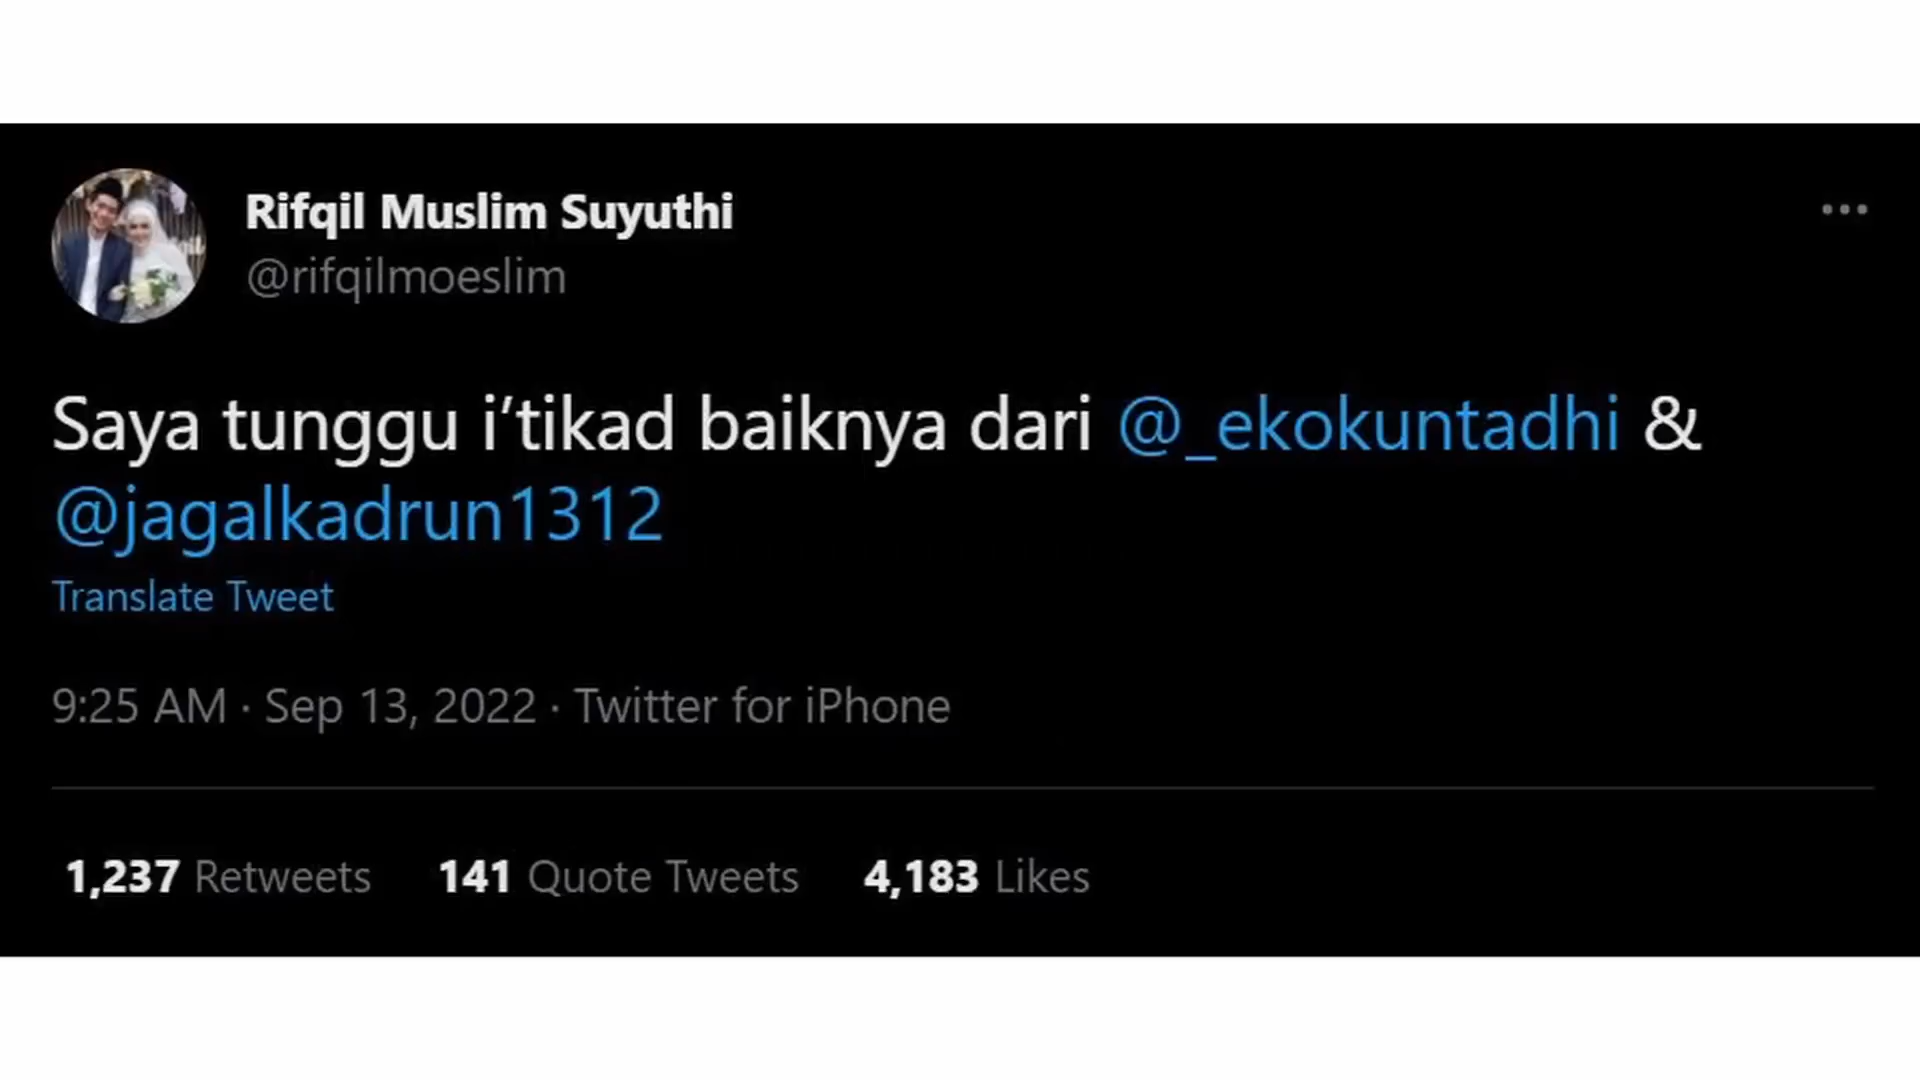 Rifqil Muslim Suyuthi
@rifqilmoeslim
Saya tunggu i’tikad baiknya dari @_ekokuntadhi &
@jagalkadrun1312
Translate Tweet
9:25 AM · Sep 13, 2022 · Twitter for iPhone
1,237 Retweets 141 Quote Tweets 4,183 Likes